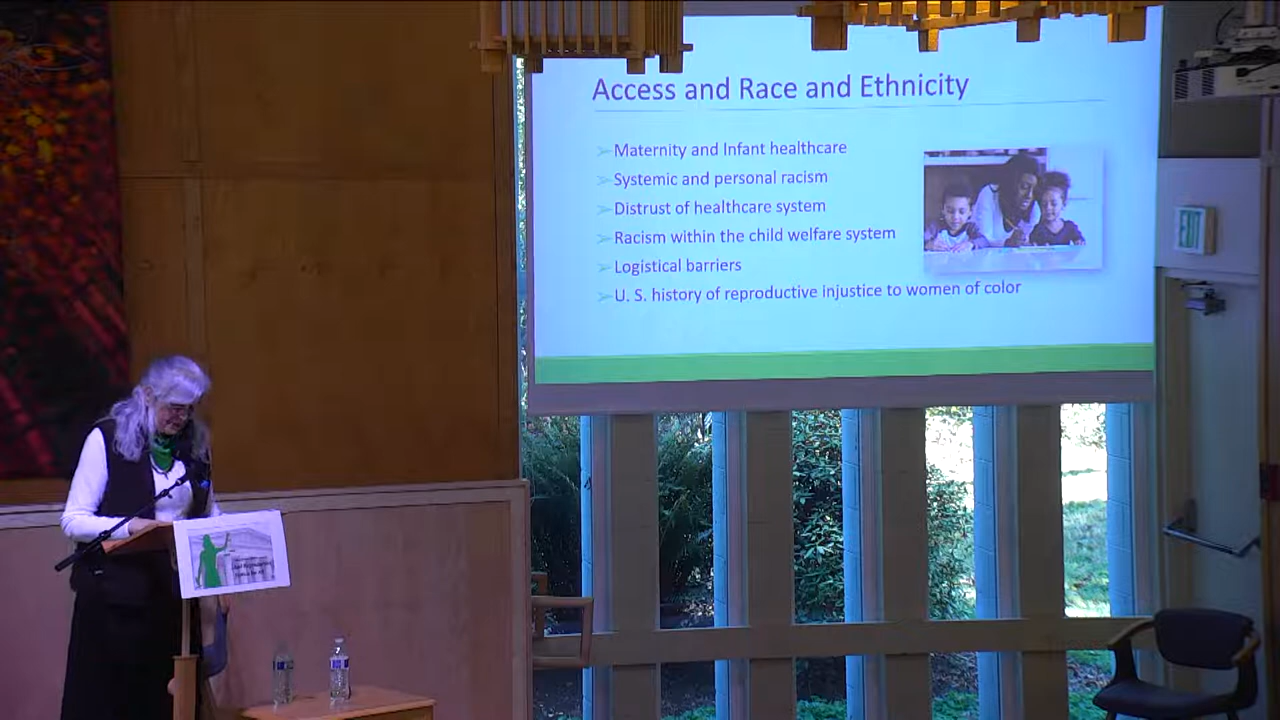 Access and Race and Ethnicity
Maternity and Infant healthcare
Systemic and personal racism
Distrust of healthcare system
Racism within the child welfare system
Logistical barriers
U. S. history of reproductive injustice to women of color
EXIT